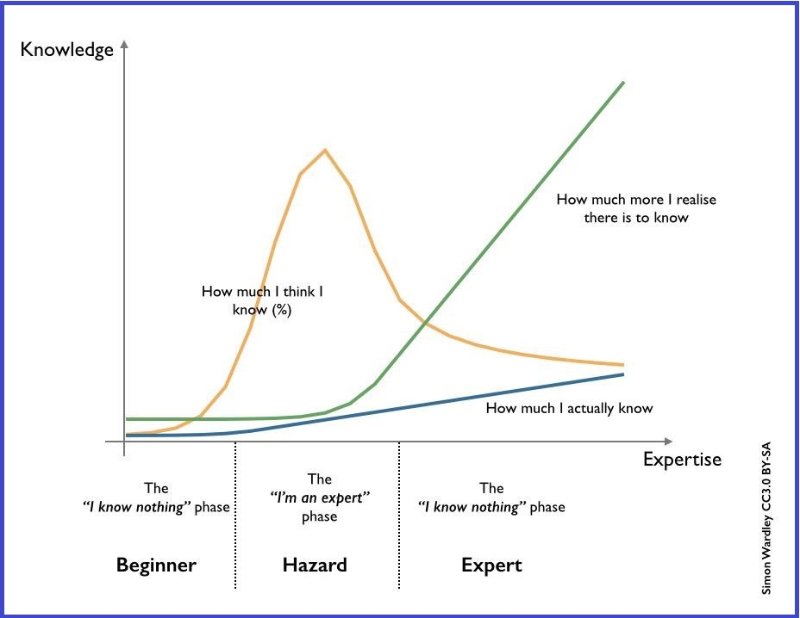 Knowledge
How much more I realise
there is to know
How much I think I
know (%)
How much I actually know
Expertise
The
"I know nothing" phase
The
"I'm an expert"
phase
The
"I know nothing" phase
Beginner
Hazard
Expert
Simon Wardley CC3.0 BY-SA